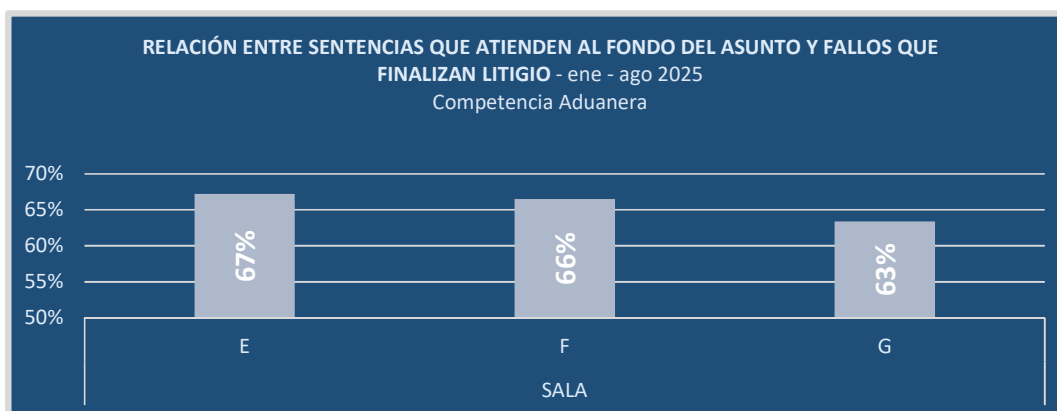 RELACIÓN ENTRE SENTENCIAS QUE ATIENDEN AL FONDO DEL ASUNTO Y FALLOS QUE
FINALIZAN LITIGIO - ene - ago 2025
Competencia Aduanera
70%
65%
60%
55%
50%
67%
66%
63%
E
F
G
SALA